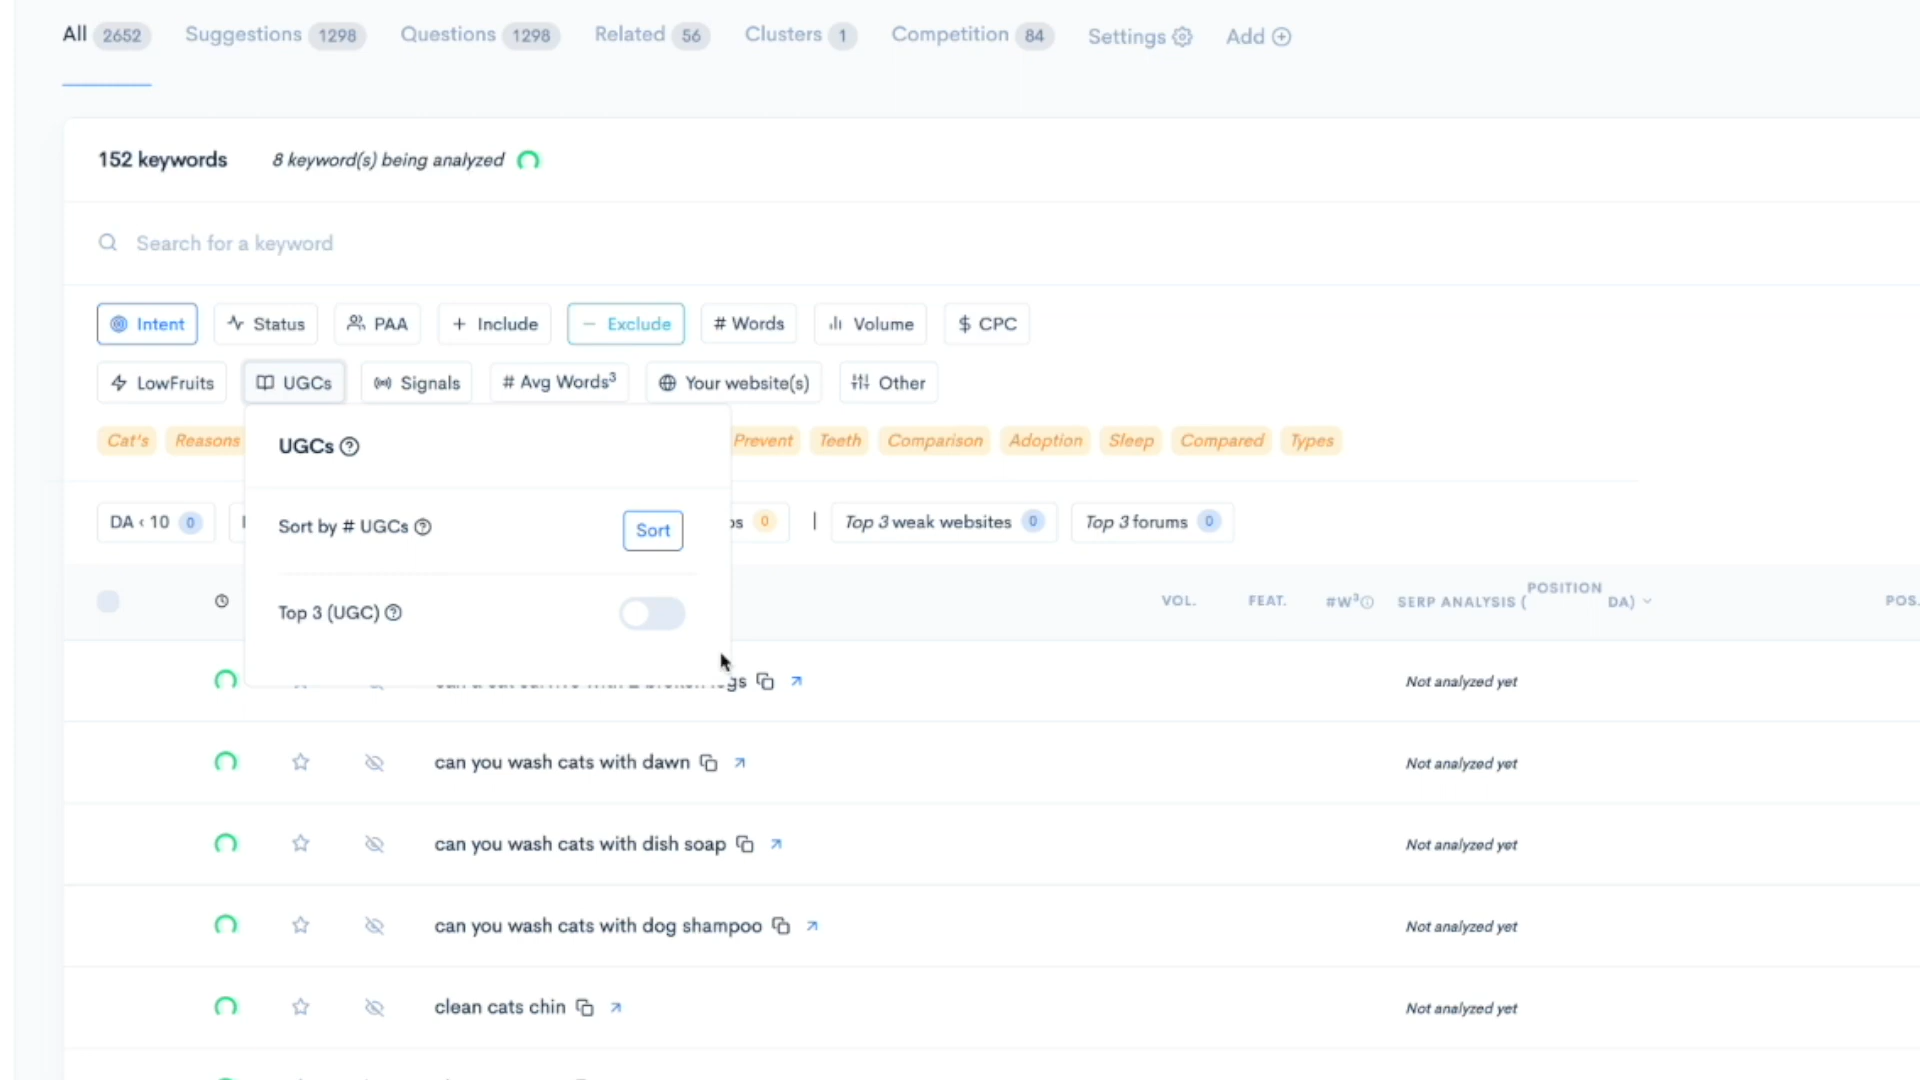 All 2652 Suggestions 1298 Questions 1298 Related 56 Clusters 1 Competition 84 Settings Add
152 keywords 8 keyword(s) being analyzed
Search for a keyword
Intent Status PAA + Include − Exclude # Words Volume $ CPC
LowFruits UGCs Signals # Avg Words³ Your website(s) Other
Cat's Reasons Prevent Teeth Comparison Adoption Sleep Compared Types
UGCs
DA < 10 0 0 | Top 3 weak websites 0 Top 3 forums 0
Sort by # UGCs Sort
VOL. FEAT. #W³ SERP ANALYSIS ( POSITION DA) POS.
Top 3 (UGC)
Not analyzed yet
can you wash cats with dawn Not analyzed yet
can you wash cats with dish soap Not analyzed yet
can you wash cats with dog shampoo Not analyzed yet
clean cats chin Not analyzed yet